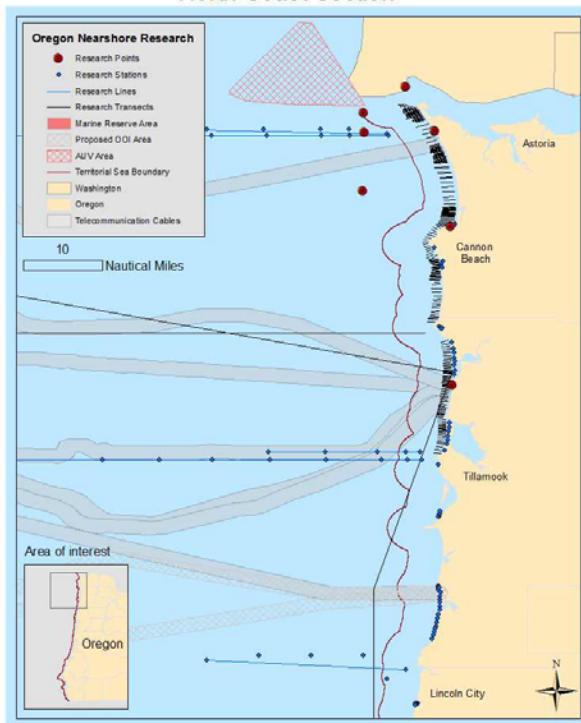 Oregon Nearshore Research
Research Points
Research Stations
Research Lines
Research Transects
Marine Reserve Area
Proposed OOI Area
AUV Area
Territorial Sea Boundary
Washington
Oregon
Telecommunication Cables
10
Nautical Miles
Astoria
Cannon
Beach
Tillamook
Area of interest
Oregon
Lincoln City
N